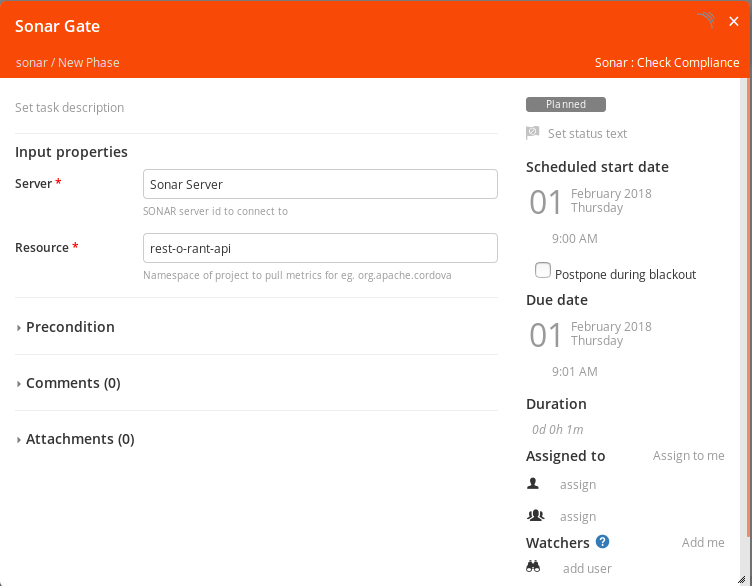 Sonar Gate
sonar / New Phase
Sonar : Check Compliance
Set task description
Input properties
Server *
Sonar Server
SONAR server id to connect to
Resource *
rest-o-rant-api
Namespace of project to pull metrics for eg. org.apache.cordova
Precondition
Comments (0)
Attachments (0)
Planned
Set status text
Scheduled start date
01
February 2018
Thursday
9:00 AM
Postpone during blackout
Due date
01
February 2018
Thursday
9:01 AM
Duration
0d 0h 1m
Assigned to
Assign to me
assign
assign
Watchers ?
Add me
add user